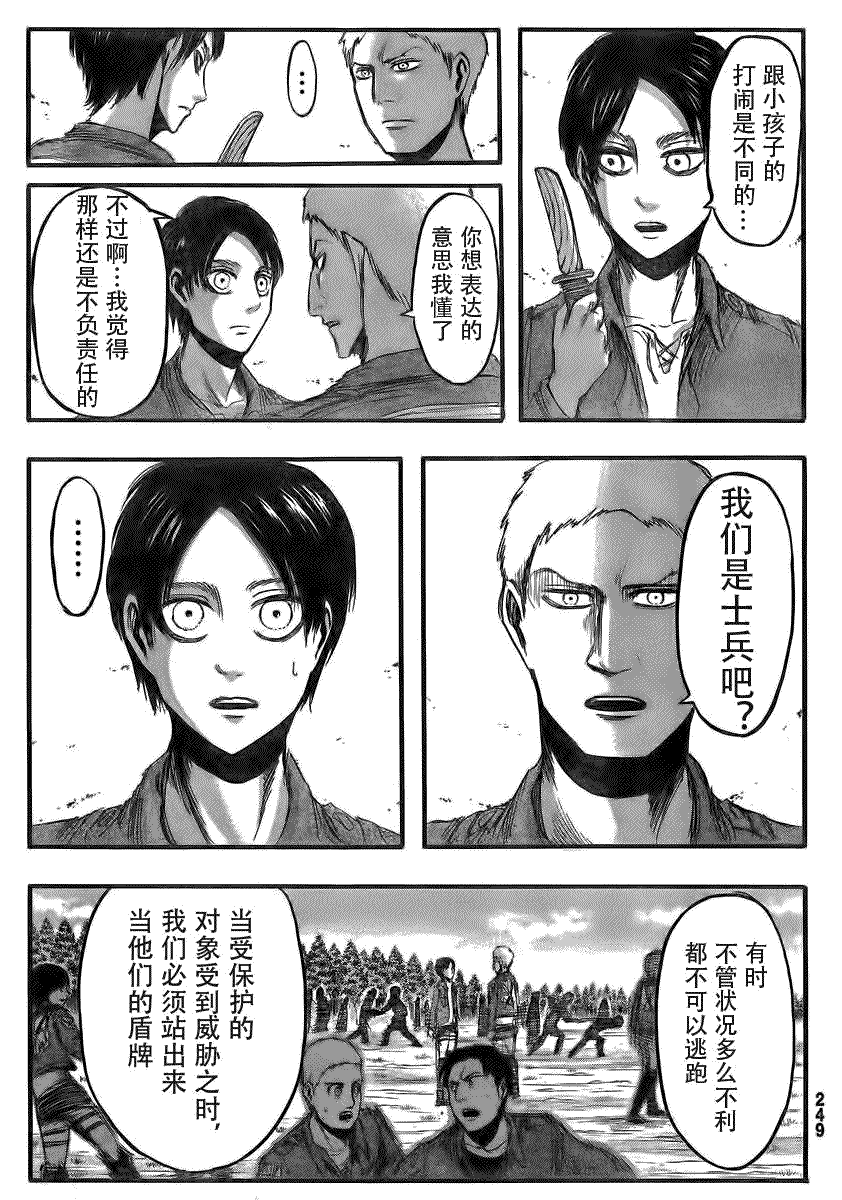 跟小孩子的
打闹是不同的…
…
你想表达的
意思我懂了
不过啊…我觉得
那样还是不负责任的
我们是士兵吧?
……
有时
不管状况多么不利
都不可以逃跑
当受保护的
对象受到威胁之时,
我们必须站出来
当他们的盾牌
249